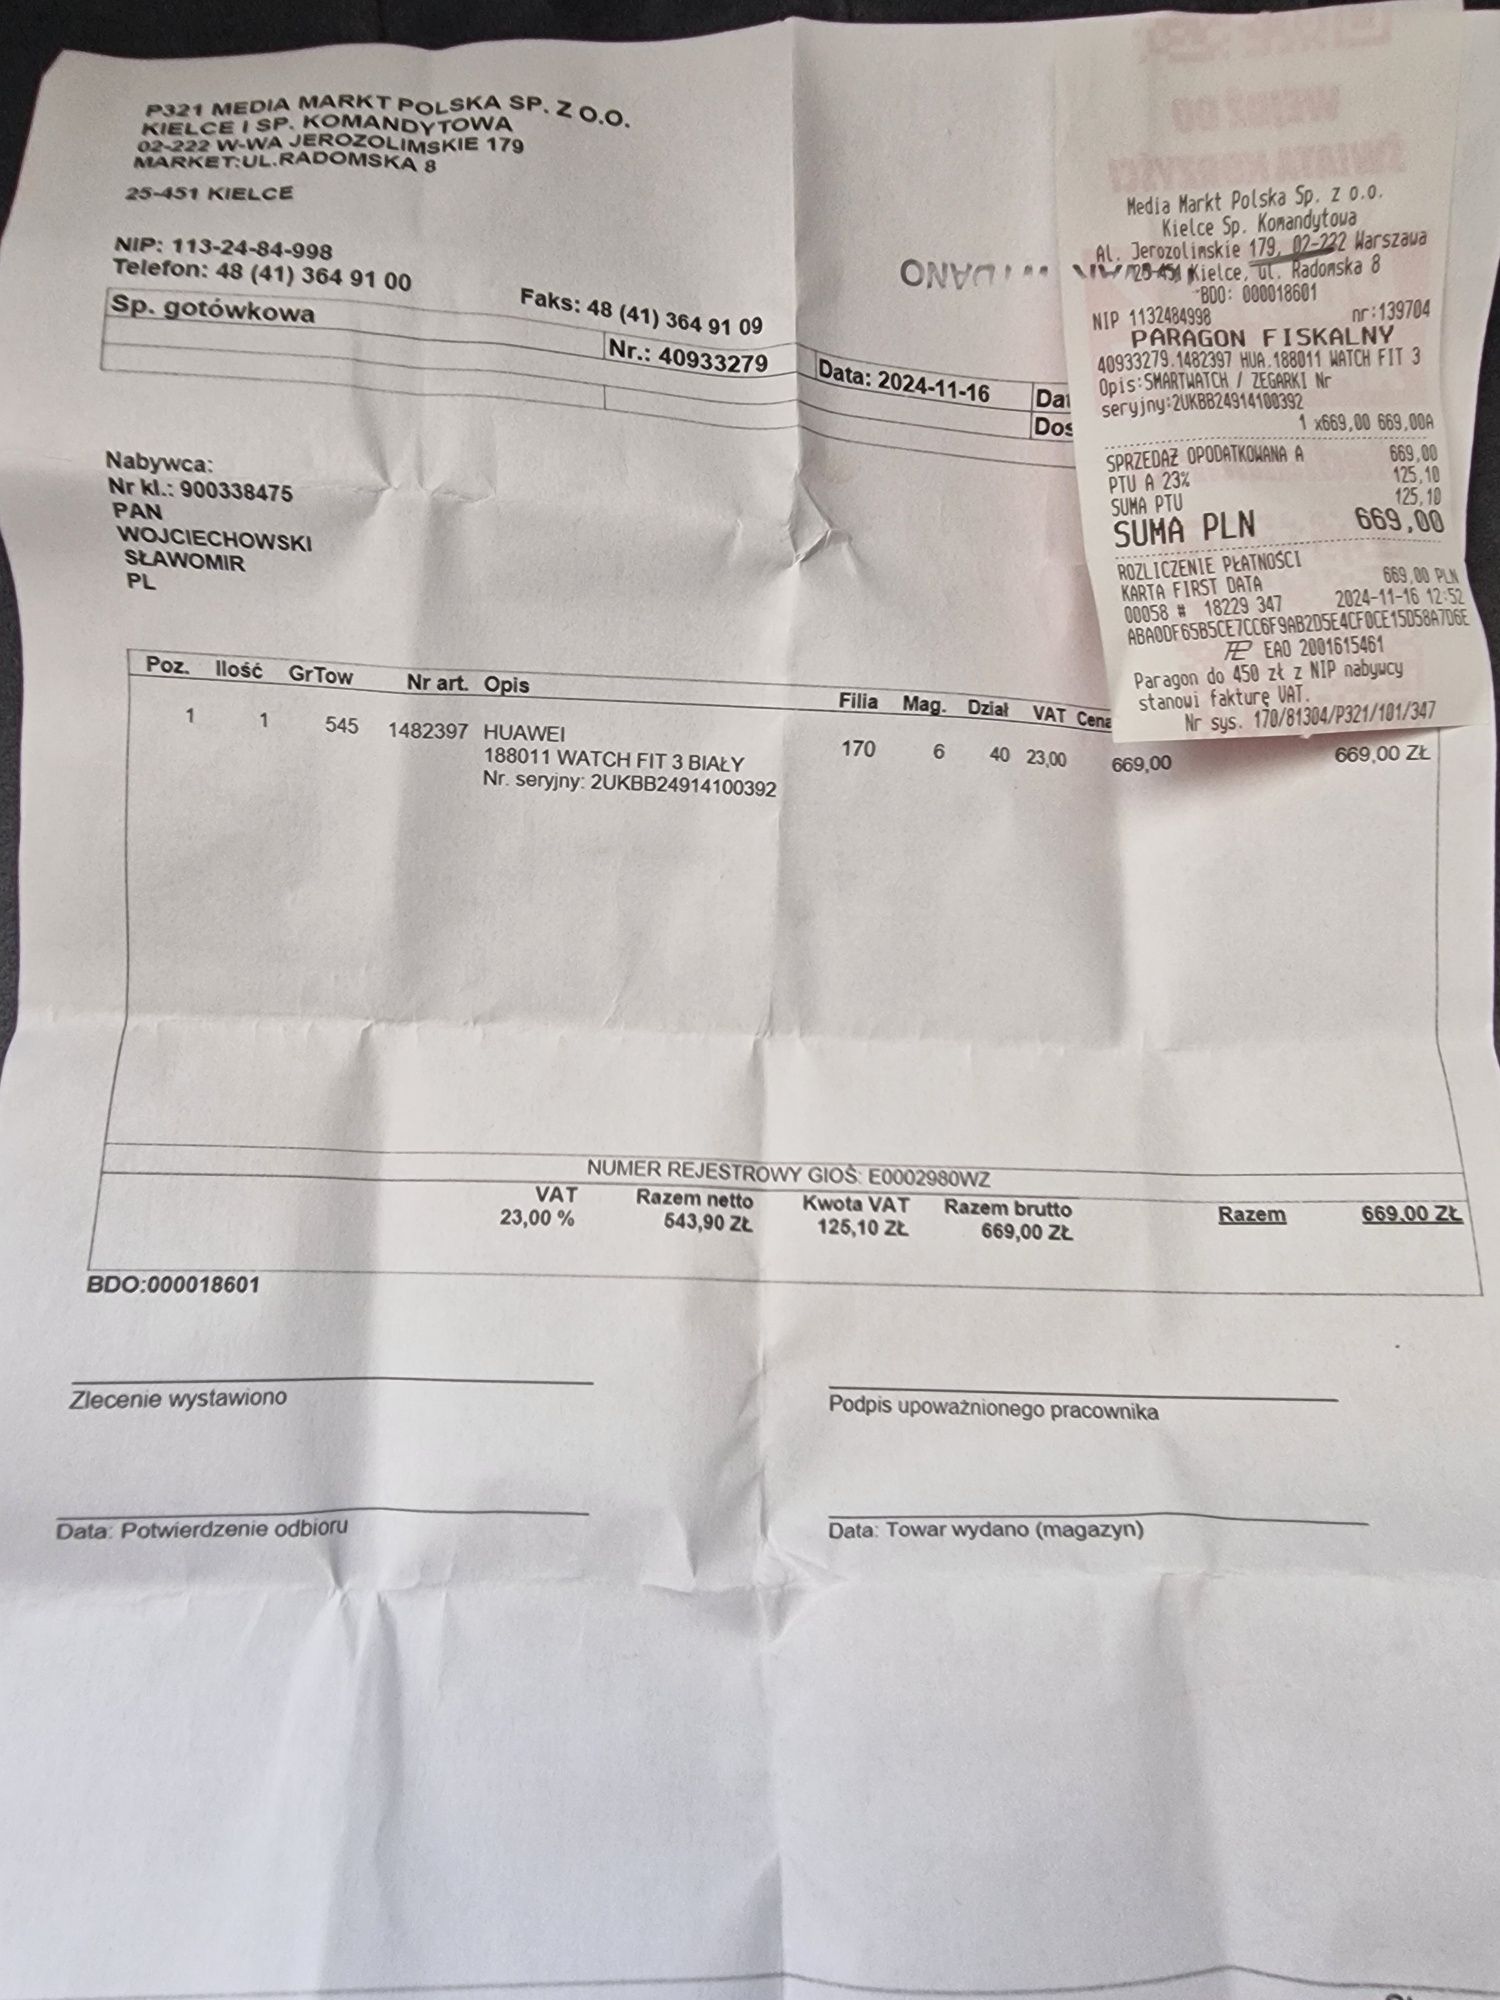 P321 MEDIA MARKT POLSKA SP. Z O.O.
KIELCE I SP. KOMANDYTOWA
02-222 W-WA JEROZOLIMSKIE 179
MARKET:UL.RADOMSKA 8
25-451 KIELCE
NIP: 113-24-84-998
Telefon: 48 (41) 364 91 00
Faks: 48 (41) 364 91 09
Sp. gotówkowa
Nr.: 40933279
Data: 2024-11-16
Nabywca:
Nr kl.: 900338475
PAN
WOJCIECHOWSKI
SŁAWOMIR
PL
Poz. Ilość GrTow Nr art. Opis Filia Mag. Dział VAT Cena
1 1 545 1482397 HUAWEI 170 6 40 23,00 669,00 669,00 ZŁ
188011 WATCH FIT 3 BIAŁY
Nr. seryjny: 2UKBB24914100392
NUMER REJESTROWY GIOŚ: E0002980WZ
VAT Razem netto Kwota VAT Razem brutto Razem 669,00 ZŁ
23,00 % 543,90 ZŁ 125,10 ZŁ 669,00 ZŁ
BDO:000018601
Zlecenie wystawiono
Podpis upoważnionego pracownika
Data: Potwierdzenie odbioru
Data: Towar wydano (magazyn)
Media Markt Polska Sp. z o.o.
Kielce Sp. Komandytowa
Al. Jerozolimskie 179, 02-222 Warszawa
25-451 Kielce, ul. Radomska 8
BDO: 000018601
NIP 1132484998 nr:139704
PARAGON FISKALNY
40933279.1482397 HUA.188011 WATCH FIT 3
Opis:SMARTWATCH / ZEGARKI Nr
seryjny:2UKBB24914100392
1 x669,00 669,00A
SPRZEDAŻ OPODATKOWANA A 669,00
PTU A 23% 125,10
SUMA PTU 125,10
SUMA PLN 669,00
ROZLICZENIE PŁATNOŚCI
KARTA FIRST DATA 669,00 PLN
00058 # 18229 347 2024-11-16 12:52
ABA0DF65B5CE7CC6F9AB2D5E4CF0CE15D58A7D6E
EAO 2001615461
Paragon do 450 zł z NIP nabywcy
stanowi fakturę VAT.
Nr sys. 170/81304/P321/101/347